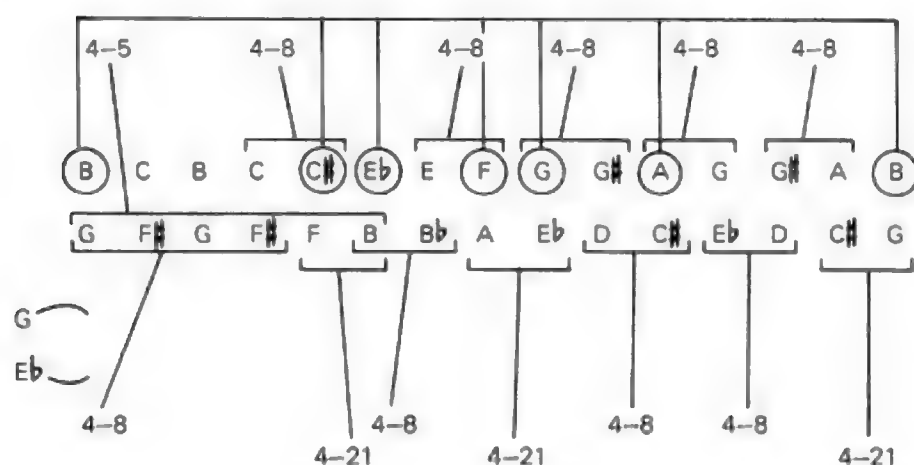 4–5 4–8 4–8 4–8 4–8 4–8
B C B C C♯ E♭ E F G G♯ A G G♯ A B
G F♯ G F♯ F B B♭ A E♭ D C♯ E♭ D C♯ G
G
E♭
4–8 4–8 4–8 4–8
4–21 4–21 4–21